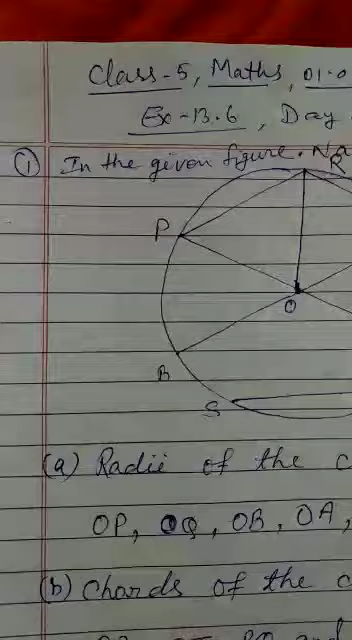 Class-5, Maths, 01.0
Ex-13.6, Day
① In the given figure. Na
R
P
O
B
S
(a) Radii of the c
OP, OQ, OB, OA,
(b) Chords of the c